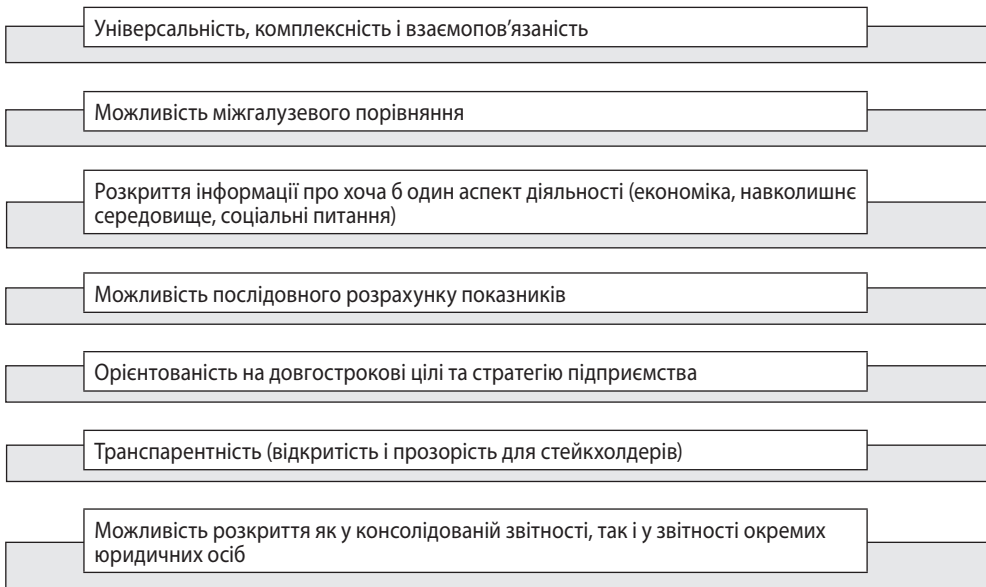 Універсальність, комплексність і взаємопов'язаність
Можливість міжгалузевого порівняння
Розкриття інформації про хоча б один аспект діяльності (економіка, навколишнє
середовище, соціальні питання)
Можливість послідовного розрахунку показників
Орієнтованість на довгострокові цілі та стратегію підприємства
Транспарентність (відкритість і прозорість для стейкхолдерів)
Можливість розкриття як у консолідованій звітності, так і у звітності окремих
юридичних осіб